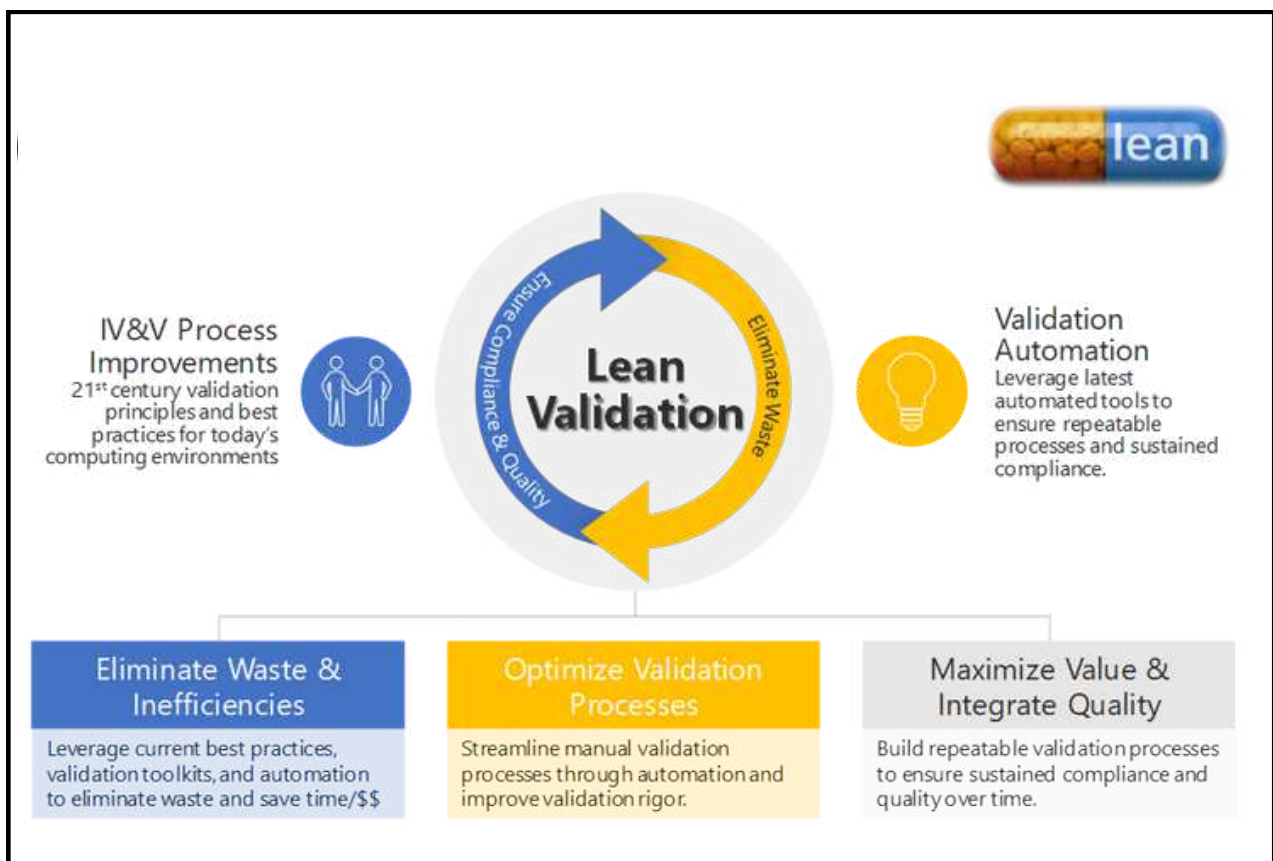 lean
IV&V Process
Improvements
21st century validation
principles and best
practices for today's
computing environments
Ensure Compliance & Quality
Eliminate Waste
Lean
Validation
Validation
Automation
Leverage latest
automated tools to
ensure repeatable
processes and sustained
compliance.
Eliminate Waste &
Inefficiencies
Leverage current best practices,
validation toolkits, and automation
to eliminate waste and save time/$$
Optimize Validation
Processes
Streamline manual validation
processes through automation and
improve validation rigor.
Maximize Value &
Integrate Quality
Build repeatable validation processes
to ensure sustained compliance and
quality over time.